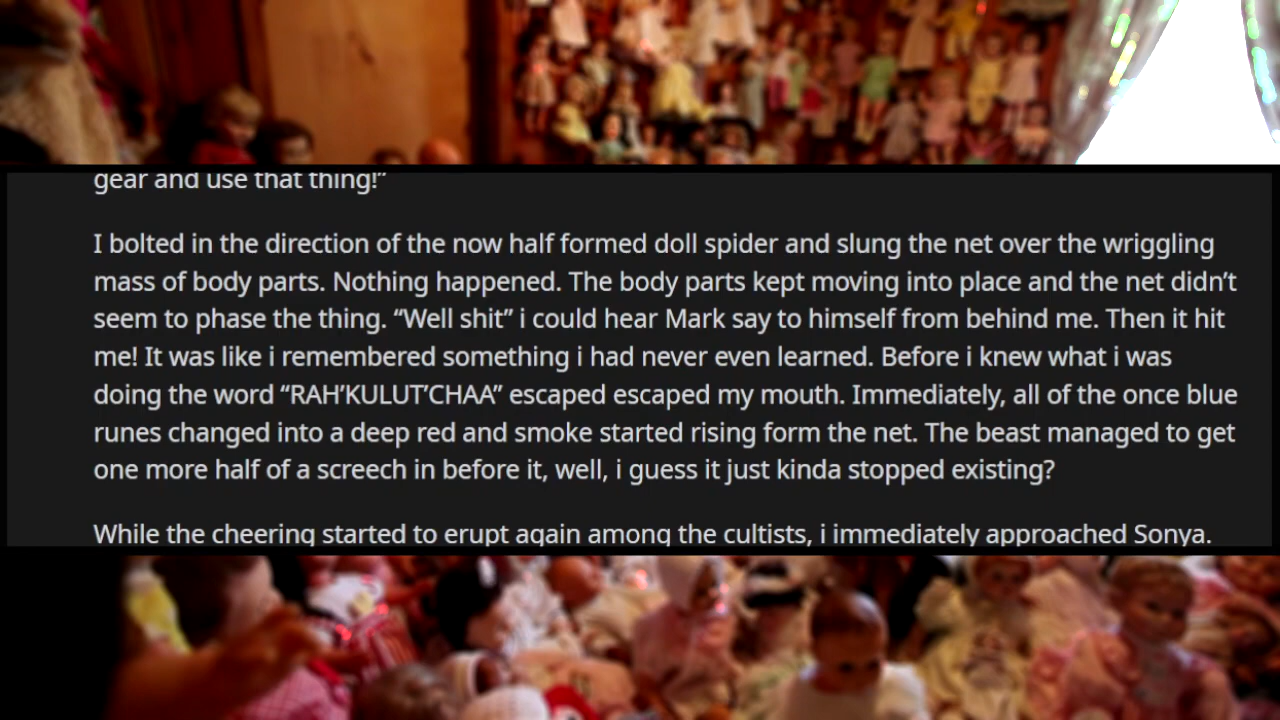 gear and use that thing!”
I bolted in the direction of the now half formed doll spider and slung the net over the wriggling
mass of body parts. Nothing happened. The body parts kept moving into place and the net didn’t
seem to phase the thing. “Well shit” i could hear Mark say to himself from behind me. Then it hit
me! It was like i remembered something i had never even learned. Before i knew what i was
doing the word “RAH’KULUT’CHAA” escaped escaped my mouth. Immediately, all of the once blue
runes changed into a deep red and smoke started rising form the net. The beast managed to get
one more half of a screech in before it, well, i guess it just kinda stopped existing?
While the cheering started to erupt again among the cultists, i immediately approached Sonya.